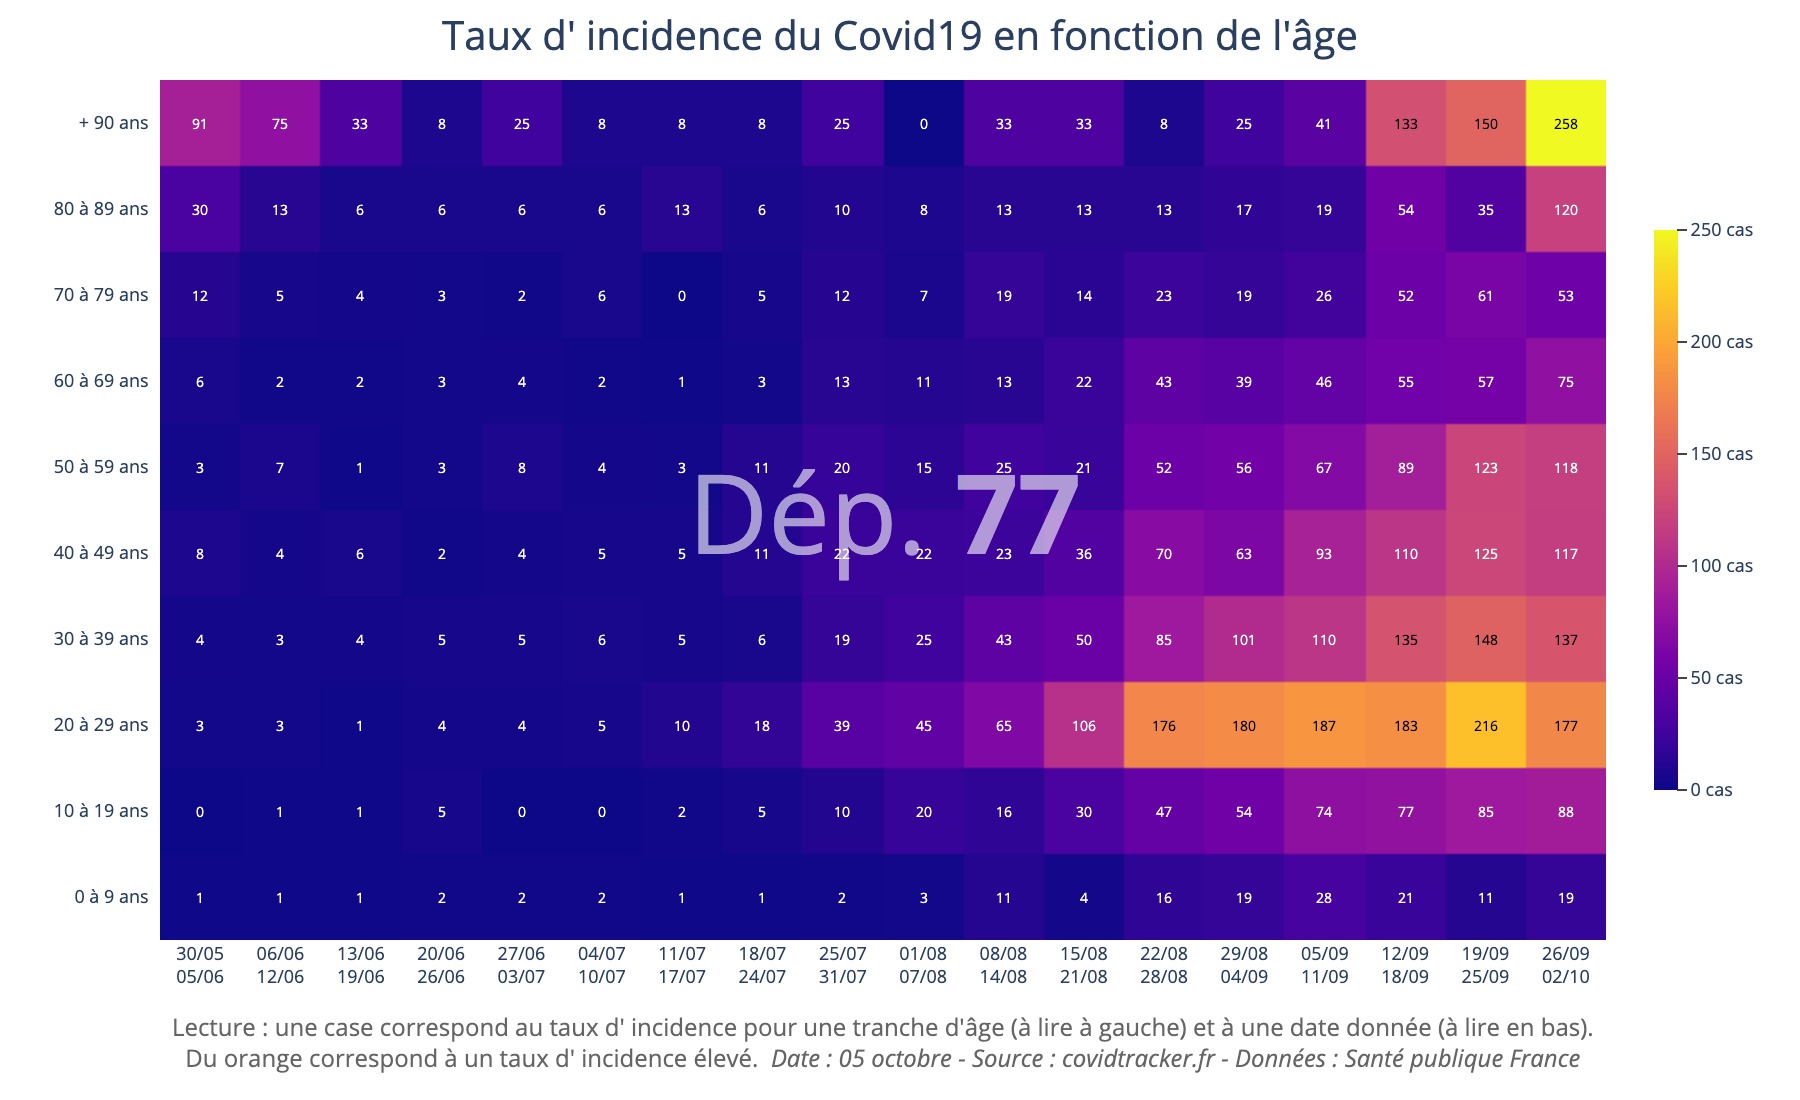 Taux d' incidence du Covid19 en fonction de l'âge
+ 90 ans 91 75 33 8 25 8 8 8 25 0 33 33 8 25 41 133 150 258
80 à 89 ans 30 13 6 6 6 6 13 6 10 8 13 13 13 17 19 54 35 120
70 à 79 ans 12 5 4 3 2 6 0 5 12 7 19 14 23 19 26 52 61 53
60 à 69 ans 6 2 2 3 4 2 1 3 13 11 13 22 43 39 46 55 57 75
50 à 59 ans 3 7 1 3 8 4 3 11 20 15 25 21 52 56 67 89 123 118
Dép. 77
40 à 49 ans 8 4 6 2 4 5 5 11 22 22 23 36 70 63 93 110 125 117
30 à 39 ans 4 3 4 5 5 6 5 6 19 25 43 50 85 101 110 135 148 137
20 à 29 ans 3 3 1 4 4 5 10 18 39 45 65 106 176 180 187 183 216 177
10 à 19 ans 0 1 1 5 0 0 2 5 10 20 16 30 47 54 74 77 85 88
0 à 9 ans 1 1 1 2 2 2 1 1 2 3 11 4 16 19 28 21 11 19
30/05 06/06 13/06 20/06 27/06 04/07 11/07 18/07 25/07 01/08 08/08 15/08 22/08 29/08 05/09 12/09 19/09 26/09
05/06 12/06 19/06 26/06 03/07 10/07 17/07 24/07 31/07 07/08 14/08 21/08 28/08 04/09 11/09 18/09 25/09 02/10
250 cas
200 cas
150 cas
100 cas
50 cas
0 cas
Lecture : une case correspond au taux d' incidence pour une tranche d'âge (à lire à gauche) et à une date donnée (à lire en bas).
Du orange correspond à un taux d' incidence élevé. Date : 05 octobre - Source : covidtracker.fr - Données : Santé publique France